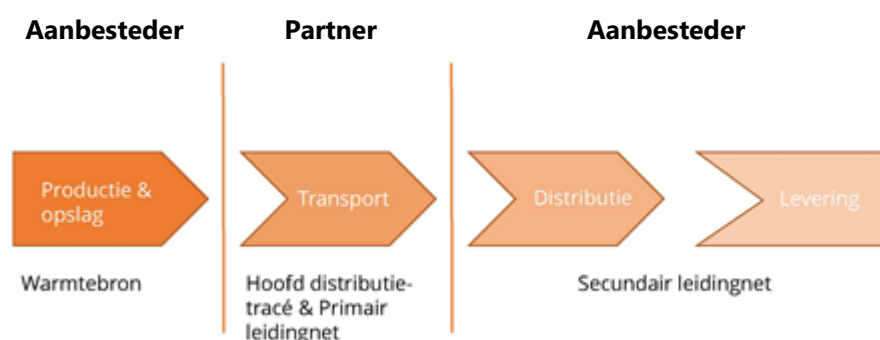 Aanbesteder
Partner
Aanbesteder
Productie &
opslag
Transport
Distributie
Levering
Warmtebron
Hoofd distributie-
tracé & Primair
leidingnet
Secundair leidingnet